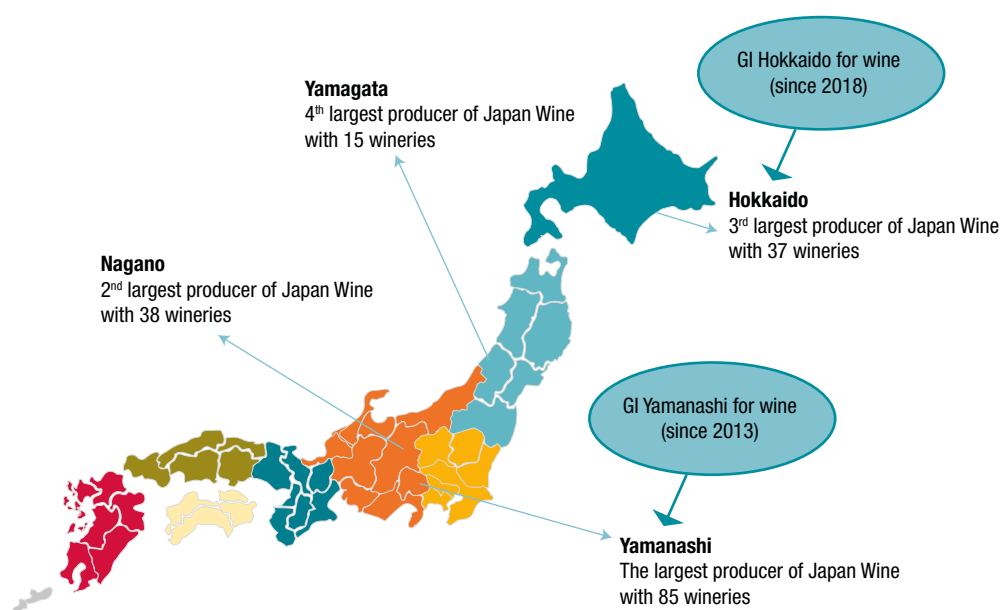 GI Hokkaido for wine
(since 2018)
Yamagata
4th largest producer of Japan Wine
with 15 wineries
Hokkaido
3rd largest producer of Japan Wine
with 37 wineries
Nagano
2nd largest producer of Japan Wine
with 38 wineries
GI Yamanashi for wine
(since 2013)
Yamanashi
The largest producer of Japan Wine
with 85 wineries